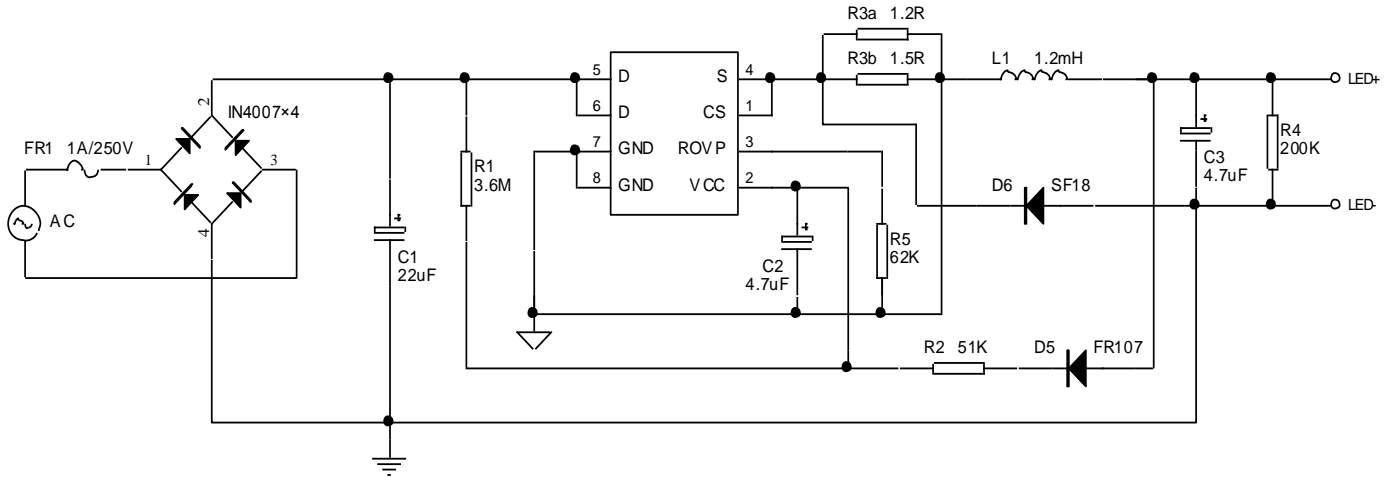 R3a 1.2R
R3b 1.5R
L1 1.2mH
LED+
5 D S 4
6 D CS 1
7 GND ROVP 3
8 GND VCC 2
2
IN4007×4
FR1 1A/250V
1
3
4
AC
R1
3.6M
C1
22uF
C2
4.7uF
R5
62K
D6 SF18
C3
4.7uF
R4
200K
LED-
R2 51K
D5 FR107